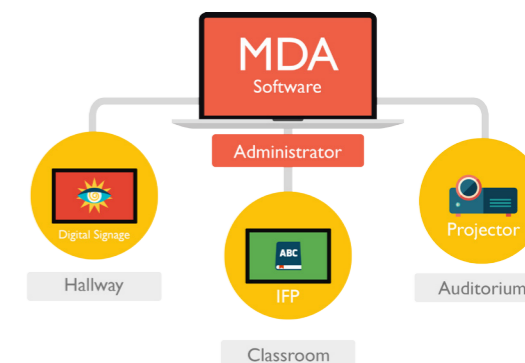 MDA
Software
Administrator
Digital Signage
Hallway
ABC
IFP
Classroom
Projector
Auditorium